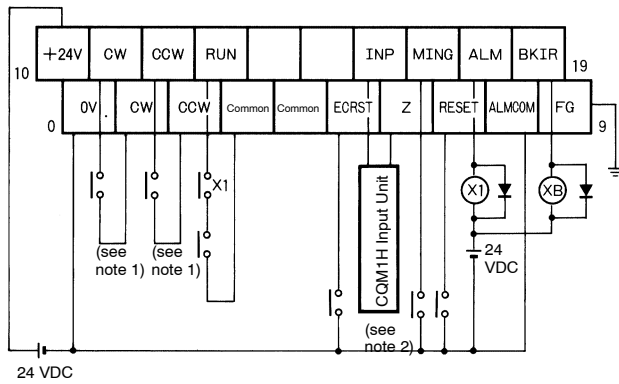 +24V CW CCW RUN INP MING ALM BKIR
10 19
0V CW CCW Common Common ECRST Z RESET ALMCOM FG
0 9
X1
X1 XB
CQM1H Input Unit
(see note 1)
(see note 1)
24 VDC
(see note 2)
24 VDC